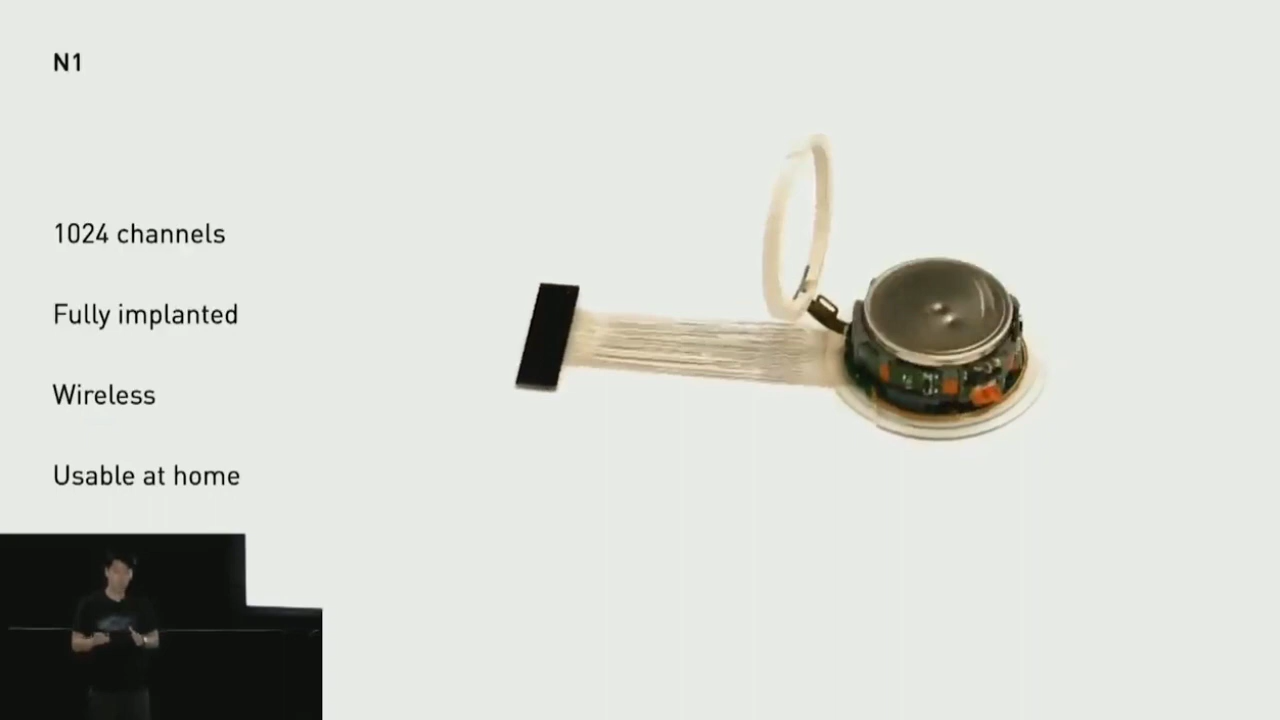 N1
1024 channels
Fully implanted
Wireless
Usable at home